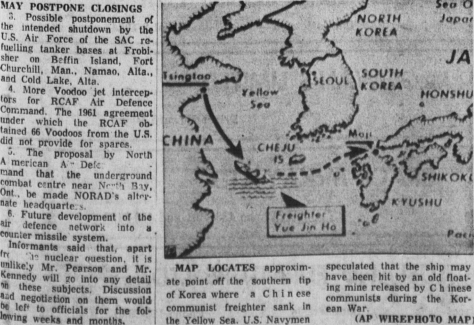 MAY POSTPONE CLOSINGS
3. Possible postponement of
the intended shutdown by the
U.S. Air Force of the SAC re-
fuelling tanker bases at Frobi-
sher on Beffin Island, Fort
Churchill, Man., Namao, Alta.,
and Cold Lake, Alta.
4. More Voodoo jet intercep-
tors for RCAF Air Defence
Command. The 1961 agreement
under which the RCAF ob-
tained 66 Voodoos from the U.S.
did not provide for spares.
5. The proposal by North
American Air
mand that the underground
combat centre near North Bay,
Ont., be made NORAD's alter-
nate headquarters.
6. Future development of the
air defence network into a
counter missile system.
Informants said that, apart
the nuclear question, it is
unlikely Mr. Pearson and Mr.
Kennedy will go into any detail
on these subjects. Discussion
and negotietion on them would
be left to officials for the fol-
lowing weeks and months.
NORTH
KOREA
Sea O
Japa
JA
Tsingtao
SEOUL
SOUTH
KOREA
Yellow
Sea
HONSHU
CHINA
CHEJU
IS
Moji
SHIKOKU
KYUSHU
Freighter
Yue Jin Ho
Paci
MAP LOCATES approxim-
ate point off the southern tip
of Korea where a Chinese
communist freighter sank in
the Yellow Sea. U.S. Navymen
speculated that the ship may
have been hit by an old float-
ing mine released by Chinese
communists during the Kor-
ean War.
(AP WIREPHOTO MAP